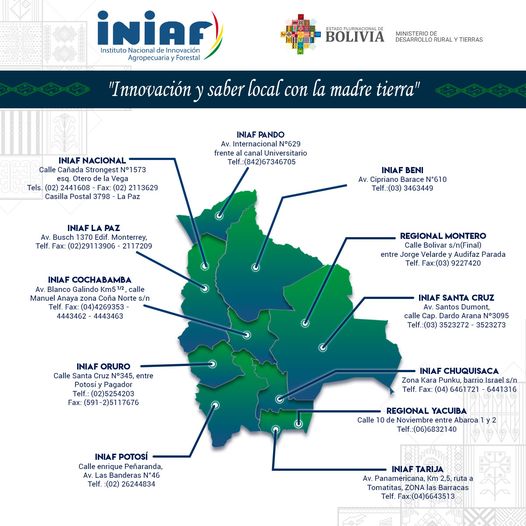 INIAF
Instituto Nacional de Innovación
Agropecuaria y Forestal
ESTADO PLURINACIONAL DE
BOLIVIA
MINISTERIO DE
DESARROLLO RURAL Y TIERRAS
"Innovación y saber local con la madre tierra"
INIAF PANDO
Av. Internacional N°629
frente al canal Universitario
Telf.:(842)67346705
INIAF NACIONAL
Calle Cañada Strongest N°1573
esq. Otero de la Vega
Tels. (02) 2441608 - Fax: (02) 2113629
Casilla Postal 3798 - La Paz
INIAF BENI
Av. Cipriano Barace N°610
Telf.:(03) 3463449
INIAF LA PAZ
Av. Busch 1370 Edif. Monterrey,
Telf. Fax: (02)29113906 - 2117209
REGIONAL MONTERO
Calle Bolivar s/n(Final)
entre Jorge Velarde y Audifaz Parada
Telf. Fax:(03) 9227420
INIAF COCHABAMBA
Av. Blanco Galindo Km5 1/2, calle
Manuel Anaya zona Coña Norte s/n
Telf. Fax: (04)4269353 -
4443462 - 4443463
INIAF SANTA CRUZ
Av. Santos Dumont,
calle Cap. Dardo Arana N°3095
Telf.:(03) 3523272 - 3523273
INIAF ORURO
Calle Santa Cruz N°345, entre
Potosí y Pagador
Telf.: (02)5254203
Fax: (591-2)5117676
INIAF CHUQUISACA
Zona Kara Punku, barrio Israel s/n
Telf. Fax: (04) 6461721 - 6441316
REGIONAL YACUIBA
Calle 10 de Noviembre entre Abaroa 1 y 2
Telf.:(06)6832140
INIAF POTOSÍ
Calle enrique Peñaranda,
Av. Las Banderas N°46
Telf. :(02) 26244834
INIAF TARIJA
Av. Panamericana, Km 2,5, ruta a
Tomatitas, ZONA las Barracas
Telf. Fax:(04)6643513